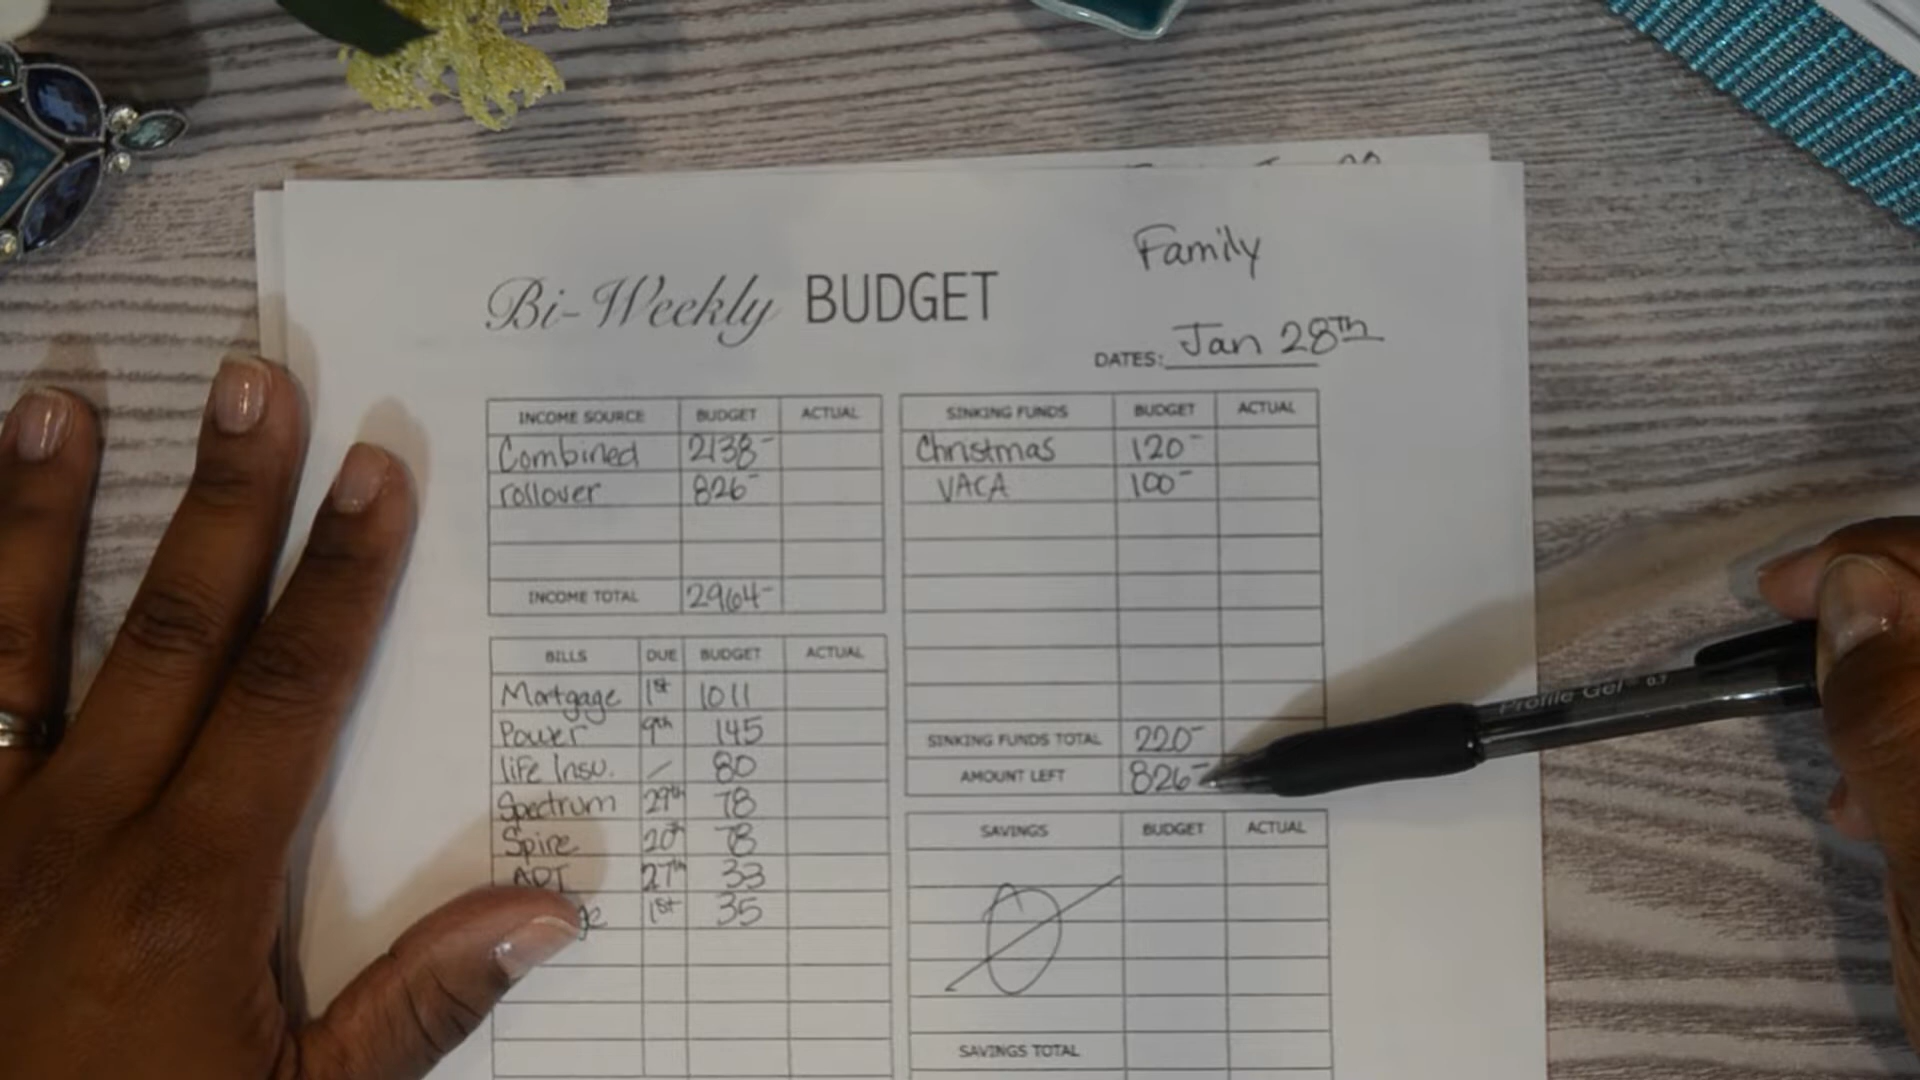 Family
Bi-Weekly BUDGET
DATES: Jan 28th
INCOME SOURCE BUDGET ACTUAL
Combined 2138-
rollover 826-
INCOME TOTAL 2964-
BILLS DUE BUDGET ACTUAL
Mortgage 1st 1011
Power 9th 145
life Insu. / 80
Spectrum 29th 78
Spire 20th 78
ADT 27th 33
1st 35
SINKING FUNDS BUDGET ACTUAL
Christmas 120-
VACA 100-
SINKING FUNDS TOTAL 220-
AMOUNT LEFT 826-
SAVINGS BUDGET ACTUAL
SAVINGS TOTAL
Profile Gel 0.7